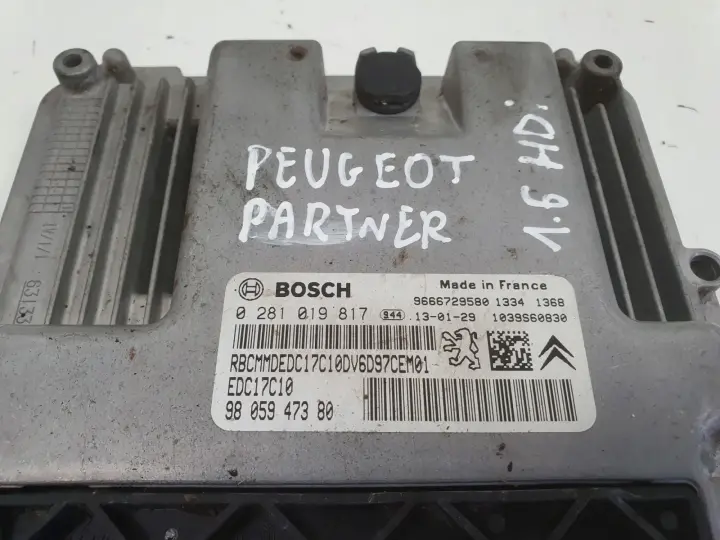 PEUGEOT
PARTNER
1.6 HDi
BOSCH
Made in France
9666729580 1334 1368
0 281 019 817 944 13-01-29 1039S60830
RBCMMDEDC17C10DV6D97CEM01
EDC17C10
98 059 473 80